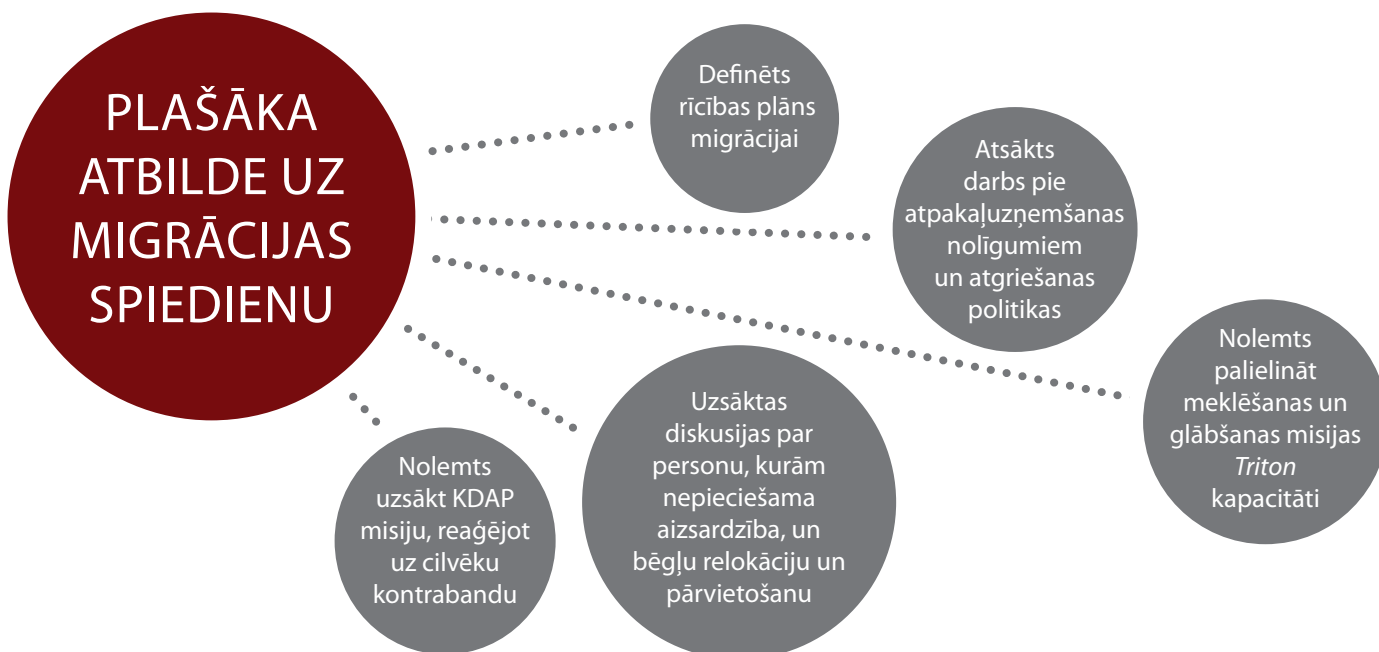 PLAŠĀKA
ATBILDE UZ
MIGRĀCIJAS
SPIEDIENU
Definēts
rīcības plāns
migrācijai
Atsākts
darbs pie
atpakaļuzņemšanas
nolīgumiem
un atgriešanas
politikas
Nolemts
palielināt
meklēšanas un
glābšanas misijas
Triton
kapacitāti
Uzsāktas
diskusijas par
personu, kurām
nepieciešama
aizsardzība, un
bēgļu relokāciju un
pārvietošanu
Nolemts
uzsākt KDAP
misiju, reaģējot
uz cilvēku
kontrabandu